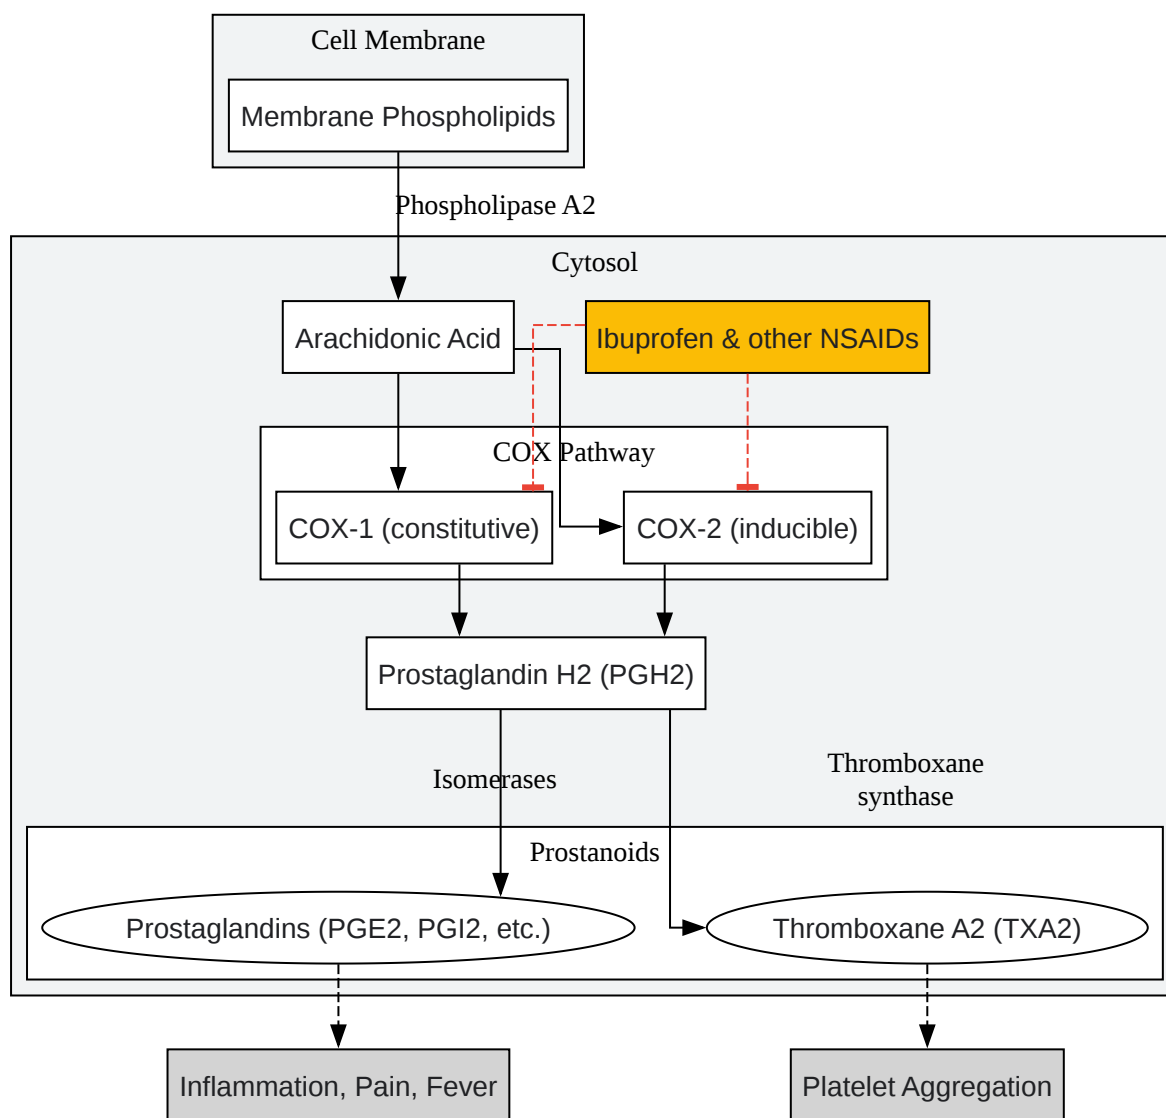 Cell Membrane
Membrane Phospholipids
Phospholipase A2
Cytosol
Arachidonic Acid
Ibuprofen & other NSAIDs
COX Pathway
COX-1 (constitutive)
COX-2 (inducible)
Prostaglandin H2 (PGH2)
Isomerases
Thromboxane
synthase
Prostanoids
Prostaglandins (PGE2, PGI2, etc.)
Thromboxane A2 (TXA2)
Inflammation, Pain, Fever
Platelet Aggregation